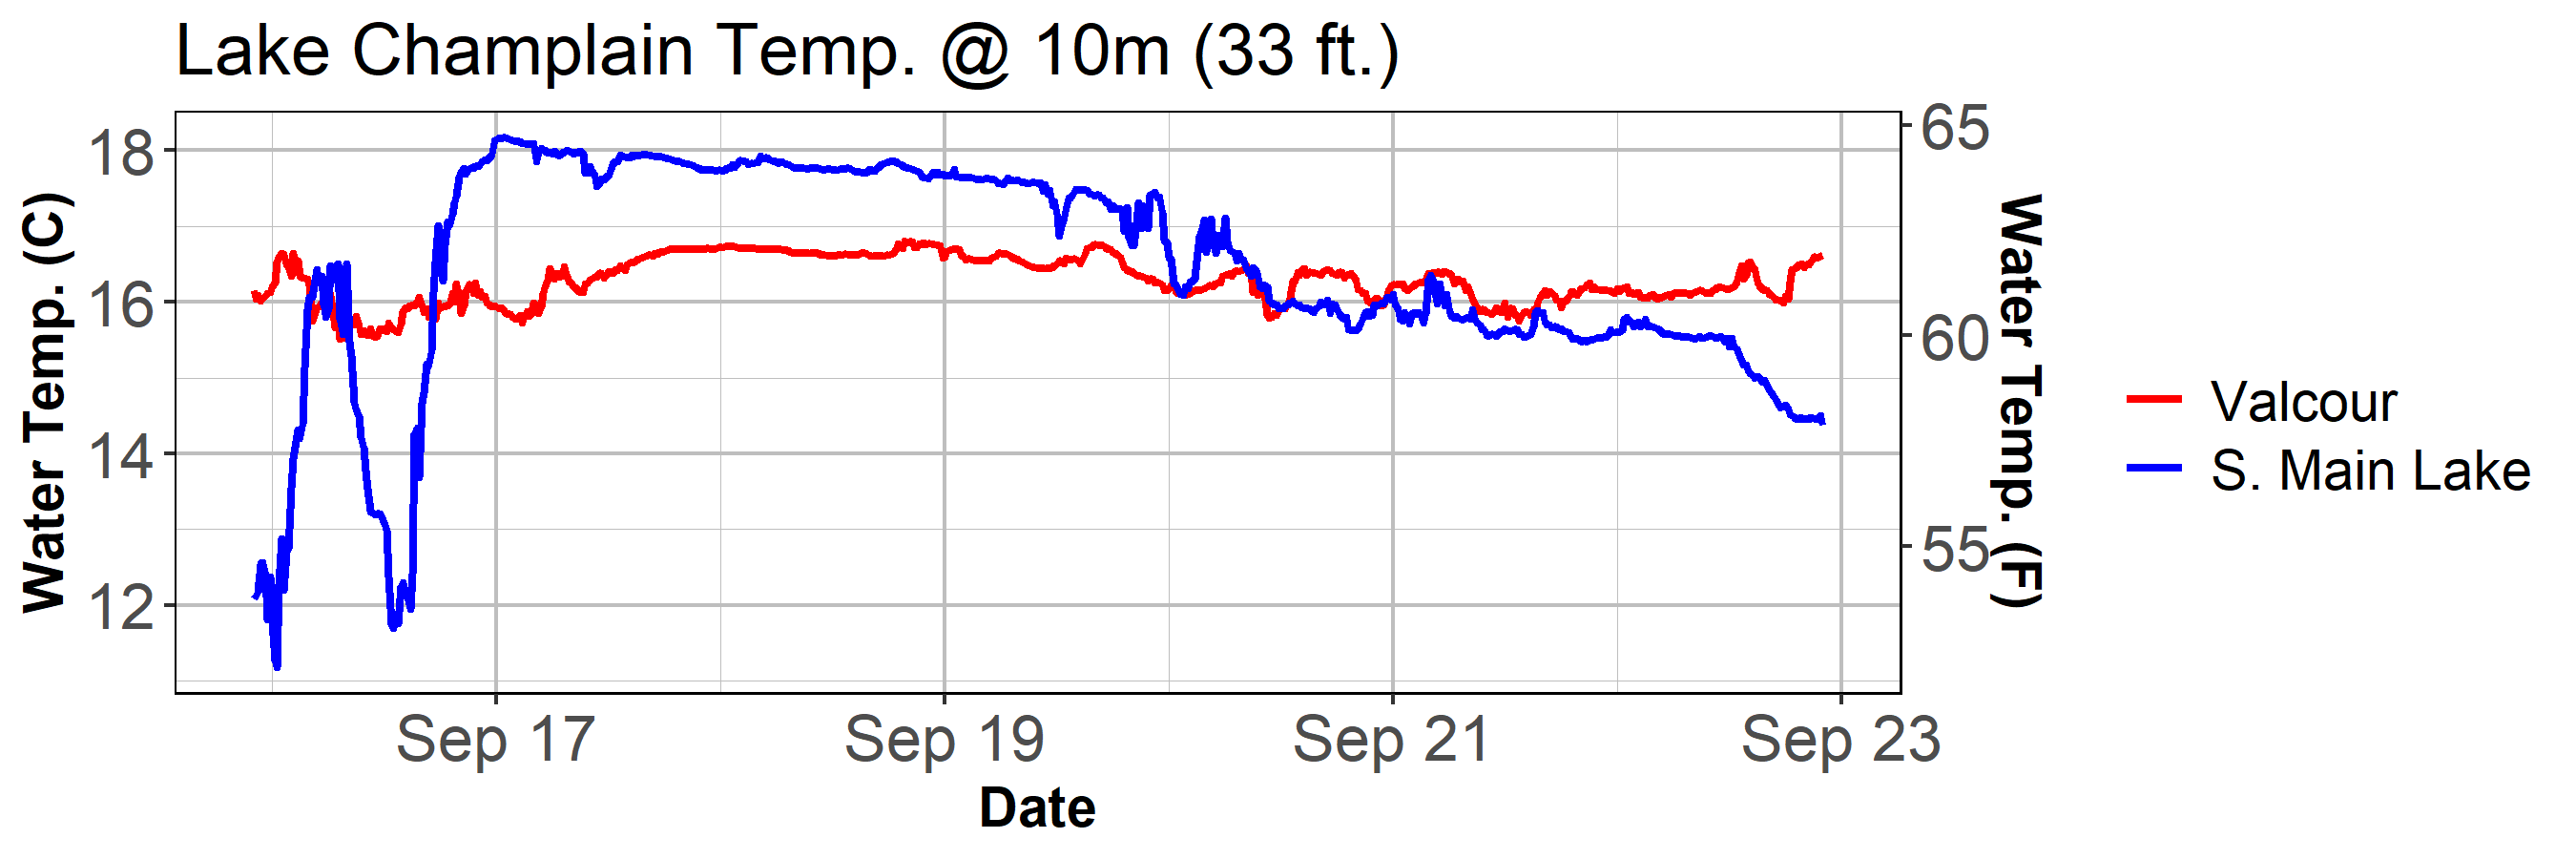 Lake Champlain Temp. @ 10m (33 ft.)
Water Temp. (C)
18
16
14
12
65
60
55
Water Temp. (F)
Sep 17
Sep 19
Sep 21
Sep 23
Date
Valcour
S. Main Lake